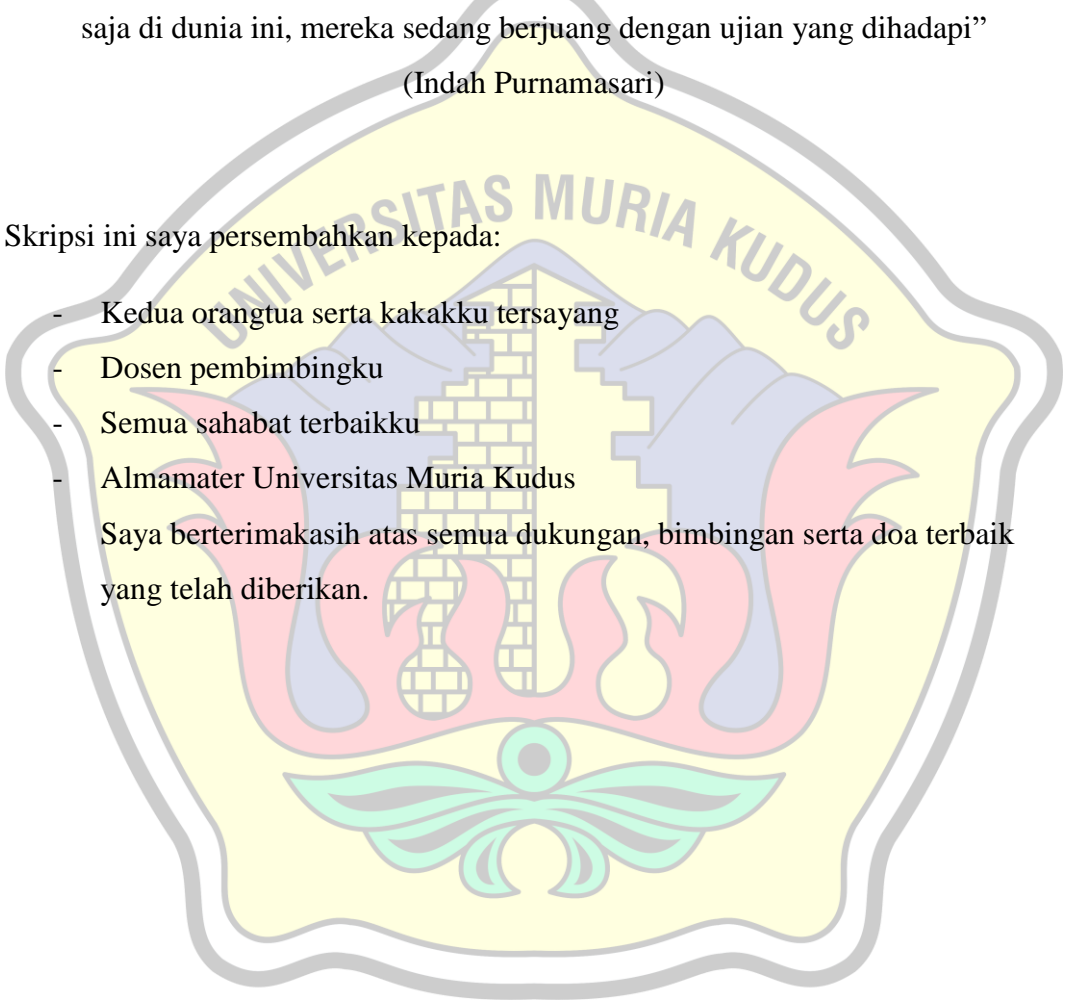 saja di dunia ini, mereka sedang berjuang dengan ujian yang dihadapi”
(Indah Purnamasari)
UNIVERSITAS MURIA KUDUS
Skripsi ini saya persembahkan kepada:
- Kedua orangtua serta kakakku tersayang
- Dosen pembimbingku
- Semua sahabat terbaikku
- Almamater Universitas Muria Kudus
Saya berterimakasih atas semua dukungan, bimbingan serta doa terbaik
yang telah diberikan.